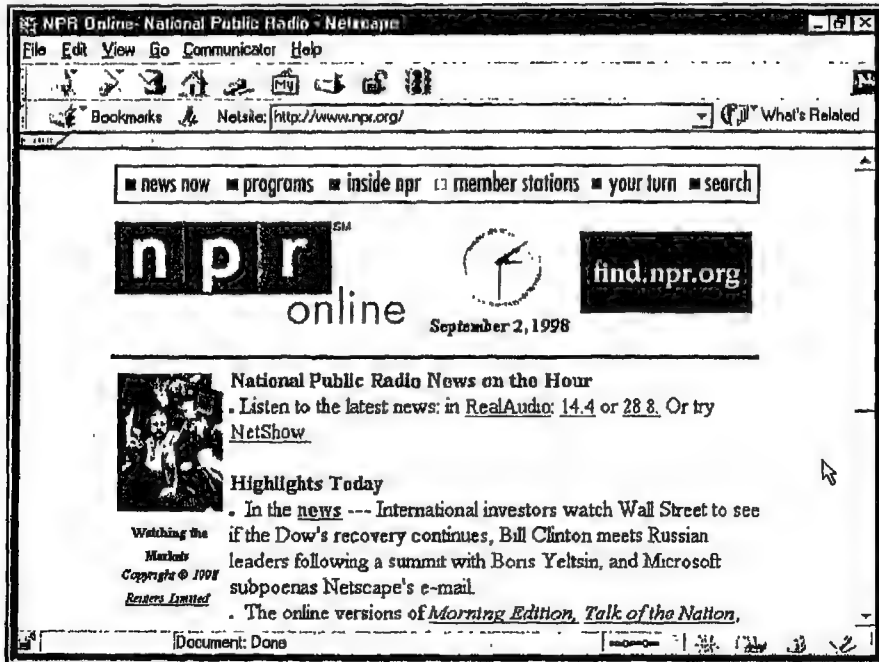 NPR Online- National Public Radio - Netscape
File Edit View Go Communicator Help
My
Bookmarks Netsite: http://www.npr.org/ What's Related
news now programs inside npr member stations your turn search
npr SM
online
find.npr.org
September 2, 1998
National Public Radio News on the Hour
. Listen to the latest news: in RealAudio: 14.4 or 28 8. Or try
NetShow
Highlights Today
. In the news --- International investors watch Wall Street to see
if the Dow's recovery continues, Bill Clinton meets Russian
leaders following a summit with Boris Yeltsin, and Microsoft
subpoenas Netscape's e-mail.
. The online versions of Morning Edition, Talk of the Nation,
Watching the
Markets
Copyright © 1998
Reuters Limited
Document: Done